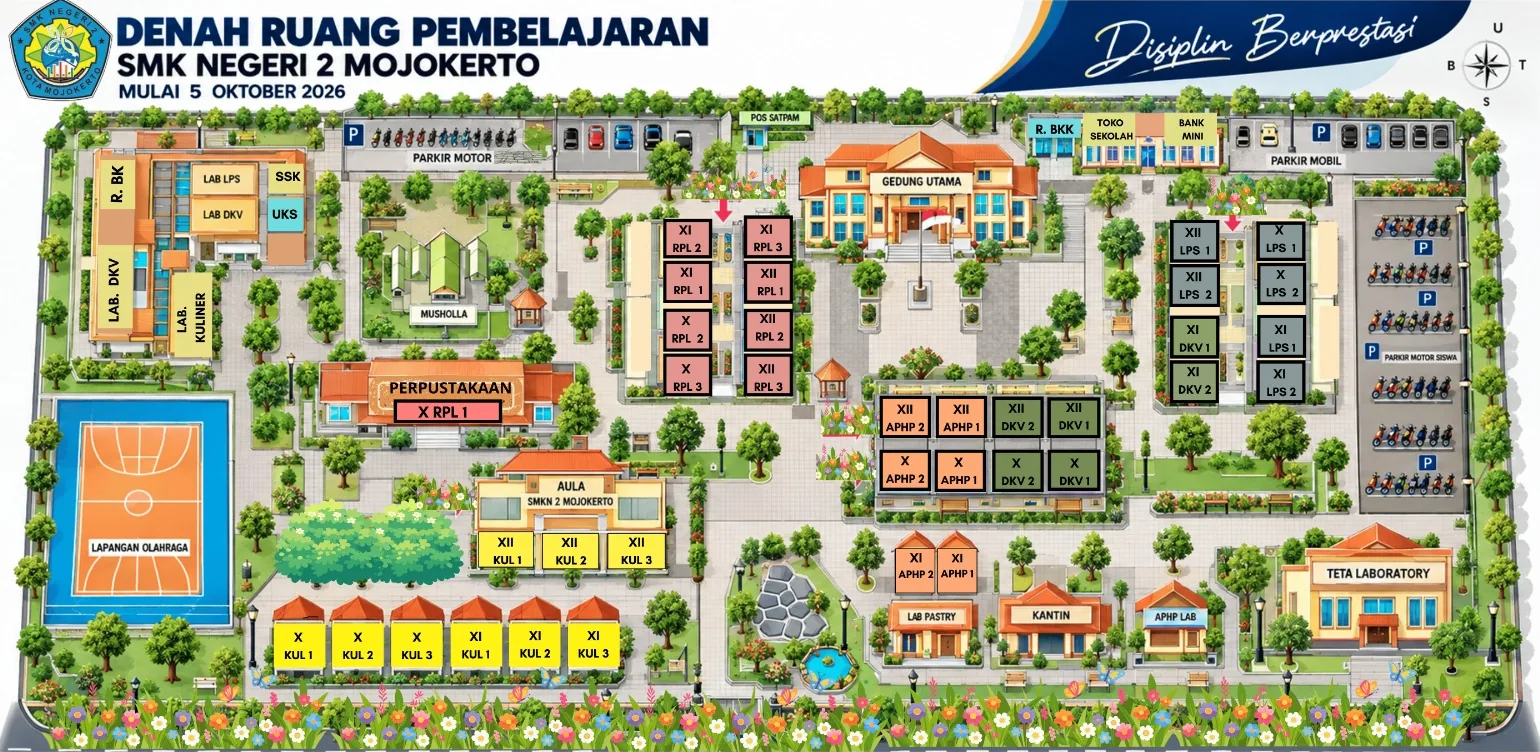 SMK NEGERI 2
KOTA MOJOKERTO
DENAH RUANG PEMBELAJARAN
SMK NEGERI 2 MOJOKERTO
MULAI 5 OKTOBER 2026
Disiplin Berprestasi
U
B
T
S
P
PARKIR MOTOR
POS SATPAM
R. BKK
TOKO
SEKOLAH
BANK
MINI
P
PARKIR MOBIL
R. BK
LAB LPS
SSK
LAB DKV
UKS
LAB. DKV
LAB.
KULINER
MUSHOLLA
GEDUNG UTAMA
XI
RPL 2
XI
RPL 3
XI
RPL 1
XII
RPL 1
X
RPL 2
XII
RPL 2
X
RPL 3
XII
RPL 3
XII
LPS 1
X
LPS 1
XII
LPS 2
X
LPS 2
XI
DKV 1
XI
LPS 1
XI
DKV 2
XI
LPS 2
P
P
P
PARKIR MOTOR SISWA
P
P
PERPUSTAKAAN
X RPL 1
XII
APHP 2
XII
APHP 1
XII
DKV 2
XII
DKV 1
X
APHP 2
X
APHP 1
X
DKV 2
X
DKV 1
AULA
SMKN 2 MOJOKERTO
XII
KUL 1
XII
KUL 2
XII
KUL 3
LAPANGAN OLAHRAGA
XI
APHP 2
XI
APHP 1
LAB PASTRY
KANTIN
APHP LAB
TETA LABORATORY
X
KUL 1
X
KUL 2
X
KUL 3
XI
KUL 1
XI
KUL 2
XI
KUL 3